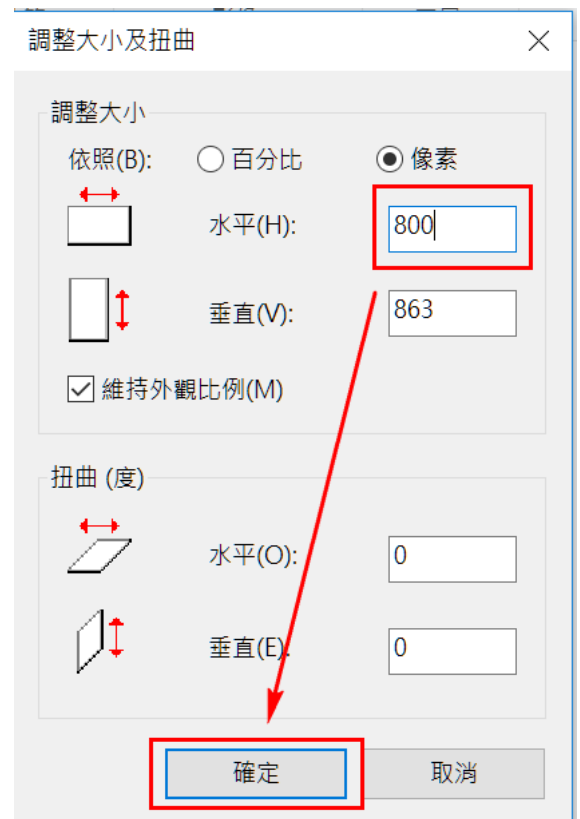 調整大小及扭曲
調整大小
依照(B): 百分比 像素
水平(H): 800
垂直(V): 863
維持外觀比例(M)
扭曲 (度)
水平(O): 0
垂直(E): 0
確定 取消